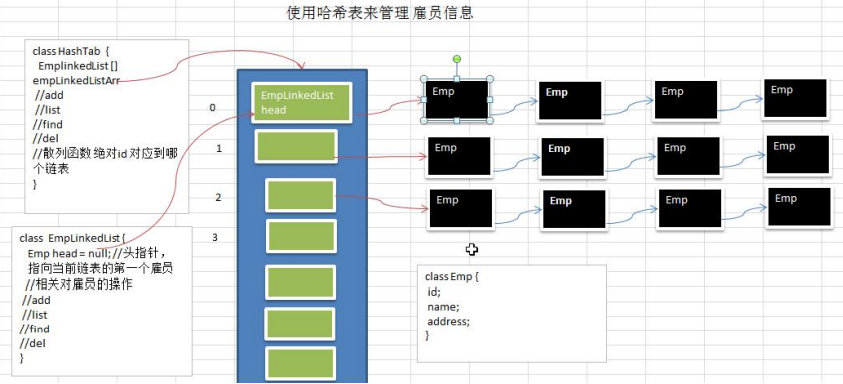 使用哈希表来管理 雇员信息
class HashTab {
EmplinkedList []
empLinkedListArr
//add
//list
//find
//del
//散列函数 绝对 id 对应到哪
个链表
}
class EmpLinkedList {
Emp head = null; //头指针，
指向当前链表的第一个雇员
//相关对雇员的操作
//add
//list
//find
//del
}
0
1
2
3
EmpLinkedList
head
Emp
Emp
Emp
Emp
Emp
Emp
Emp
Emp
Emp
Emp
Emp
Emp
class Emp {
id;
name;
address;
}